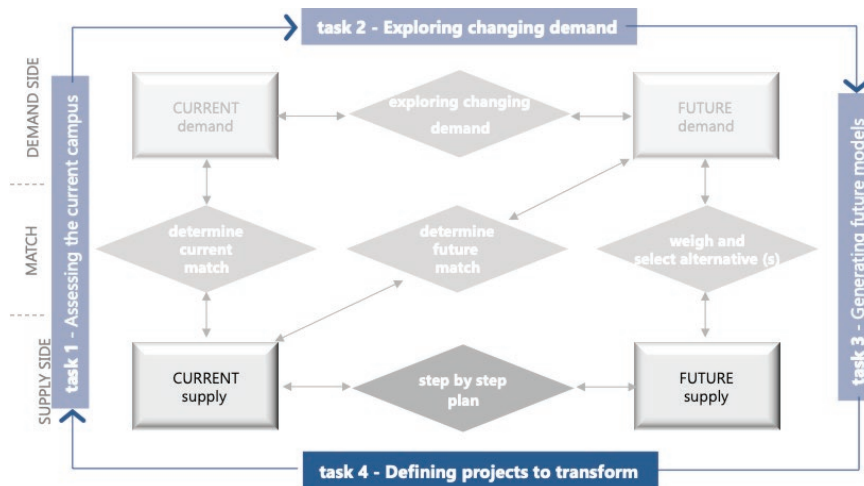 task 2 - Exploring changing demand
DEMAND SIDE
MATCH
SUPPLY SIDE
task 1 - Assessing the current campus
CURRENT
demand
exploring changing
demand
FUTURE
demand
determine
current
match
determine
future
match
weigh and
select alternative (s)
CURRENT
supply
step by step
plan
FUTURE
supply
task 3 - Generating future models
task 4 - Defining projects to transform